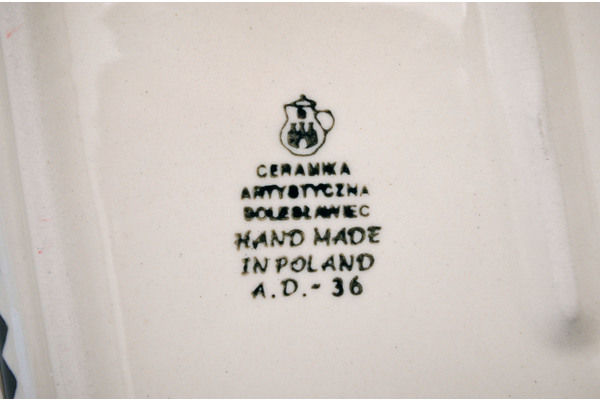 CERAMIKA
ARTYSTYCZNA
BOLESŁAWIEC
HAND MADE
IN POLAND
A.D.- 36